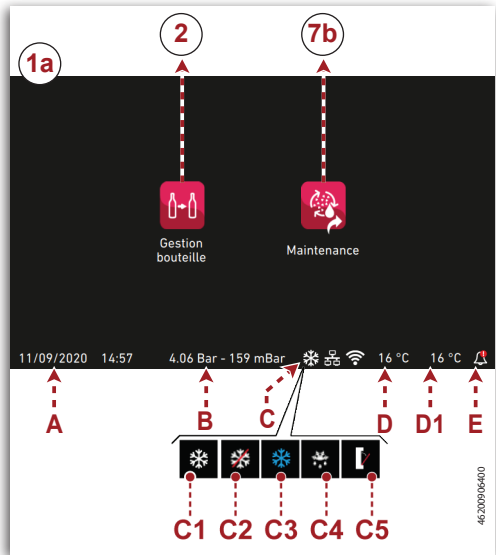 2
7b
1a
Gestion
bouteille
Maintenance
11/09/2020 14:57 4.06 Bar - 159 mBar 16 °C 16 °C
A B C D D1 E
C1 C2 C3 C4 C5
46200906400